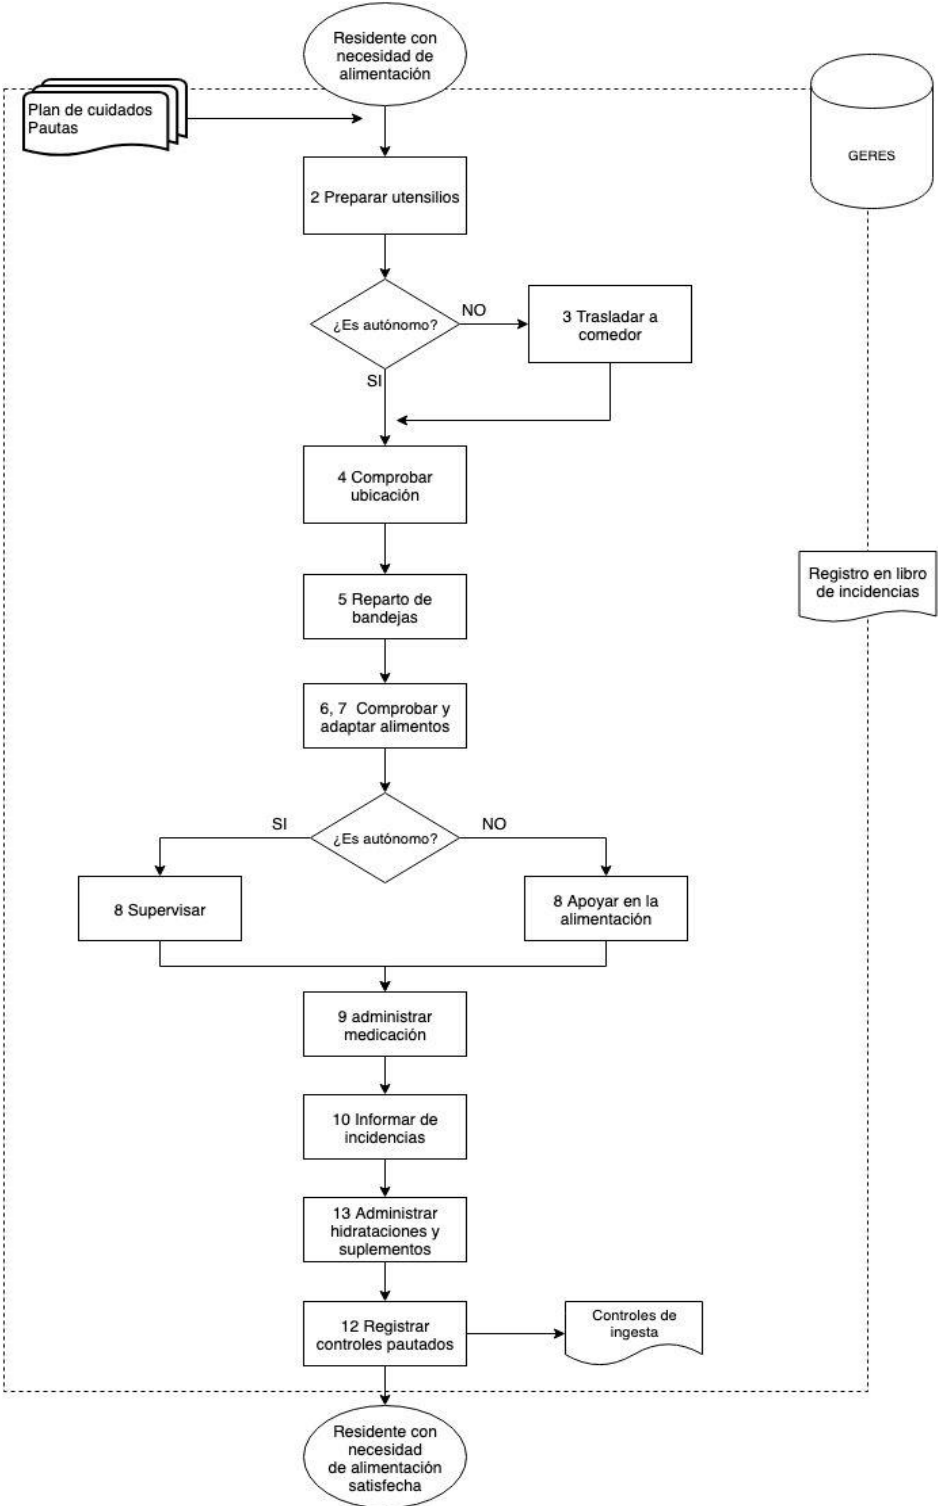 Residente con
necesidad de
alimentación
Plan de cuidados
Pautas
GERES
2 Preparar utensilios
¿Es autónomo?
NO
3 Trasladar a
comedor
SI
4 Comprobar
ubicación
5 Reparto de
bandejas
Registro en libro
de incidencias
6, 7 Comprobar y
adaptar alimentos
¿Es autónomo?
SI
NO
8 Supervisar
8 Apoyar en la
alimentación
9 administrar
medicación
10 Informar de
incidencias
13 Administrar
hidrataciones y
suplementos
12 Registrar
controles pautados
Controles de
ingesta
Residente con
necesidad
de alimentación
satisfecha